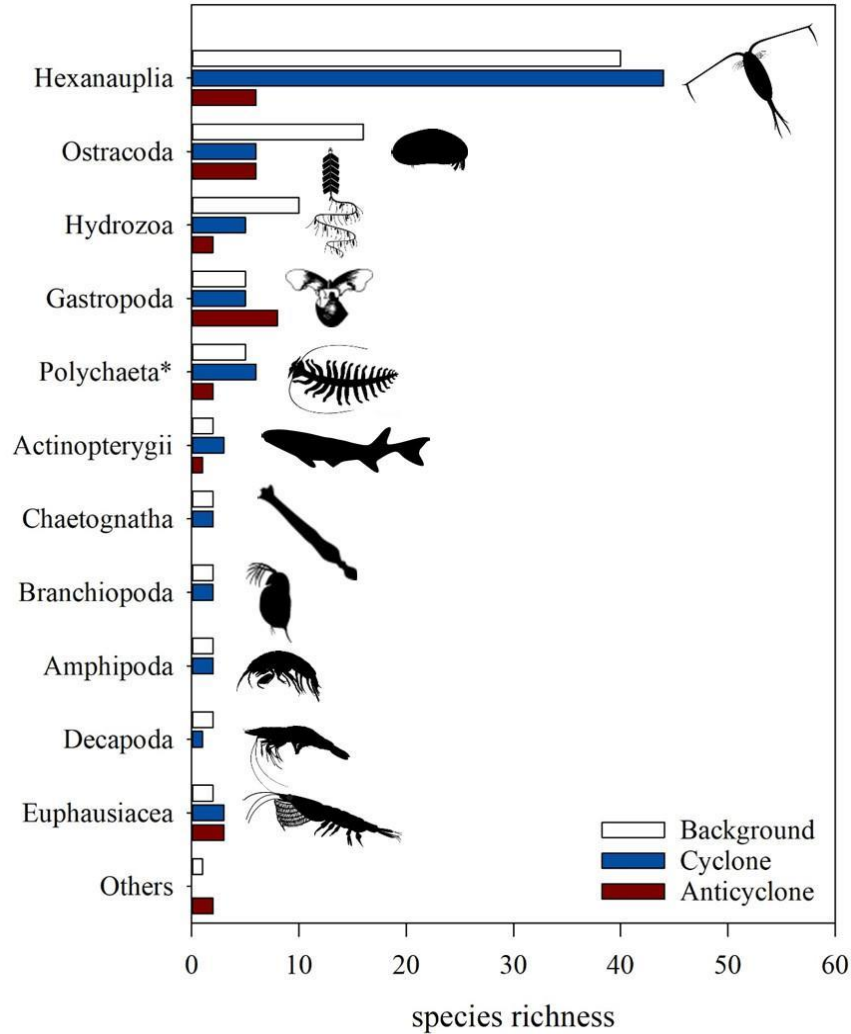 Hexanauplia
Ostracoda
Hydrozoa
Gastropoda
Polychaeta*
Actinopterygii
Chaetognatha
Branchiopoda
Amphipoda
Decapoda
Euphausiacea
Others
Background
Cyclone
Anticyclone
0 10 20 30 40 50 60
species richness